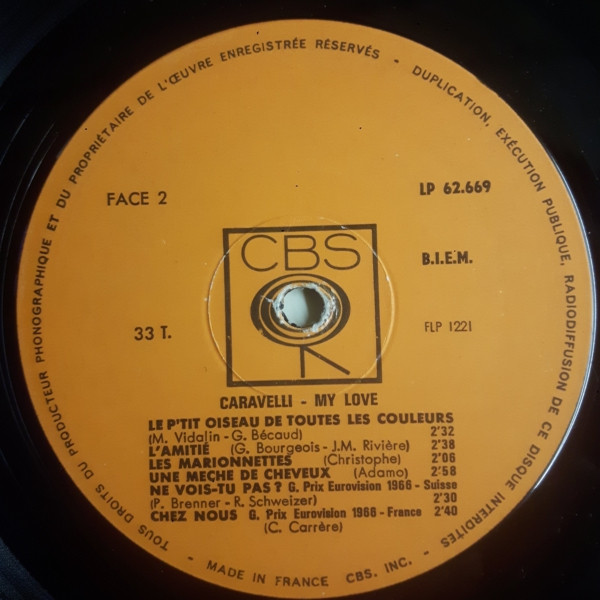 TOUS DROITS DU PRODUCTEUR PHONOGRAPHIQUE ET DU PROPRIÉTAIRE DE L'ŒUVRE ENREGISTRÉE RÉSERVÉS - DUPLICATION, EXÉCUTION PUBLIQUE, RADIODIFFUSION DE CE DISQUE INTERDITES -
FACE 2
LP 62.669
CBS
B.I.E.M.
33 T.
FLP 1221
CARAVELLI - MY LOVE
LE P'TIT OISEAU DE TOUTES LES COULEURS
(M. Vidalin - G. Bécaud) 2'32
L'AMITIÉ (G. Bourgeois - J.M. Rivière) 2'38
LES MARIONNETTES (Christophe) 2'06
UNE MECHE DE CHEVEUX (Adamo) 2'58
NE VOIS-TU PAS? G. Prix Eurovision 1966 - Suisse
(P. Brenner - R. Schweizer) 2'30
CHEZ NOUS G. Prix Eurovision 1966 - France 2'40
(C. Carrère)
MADE IN FRANCE CBS. INC. -